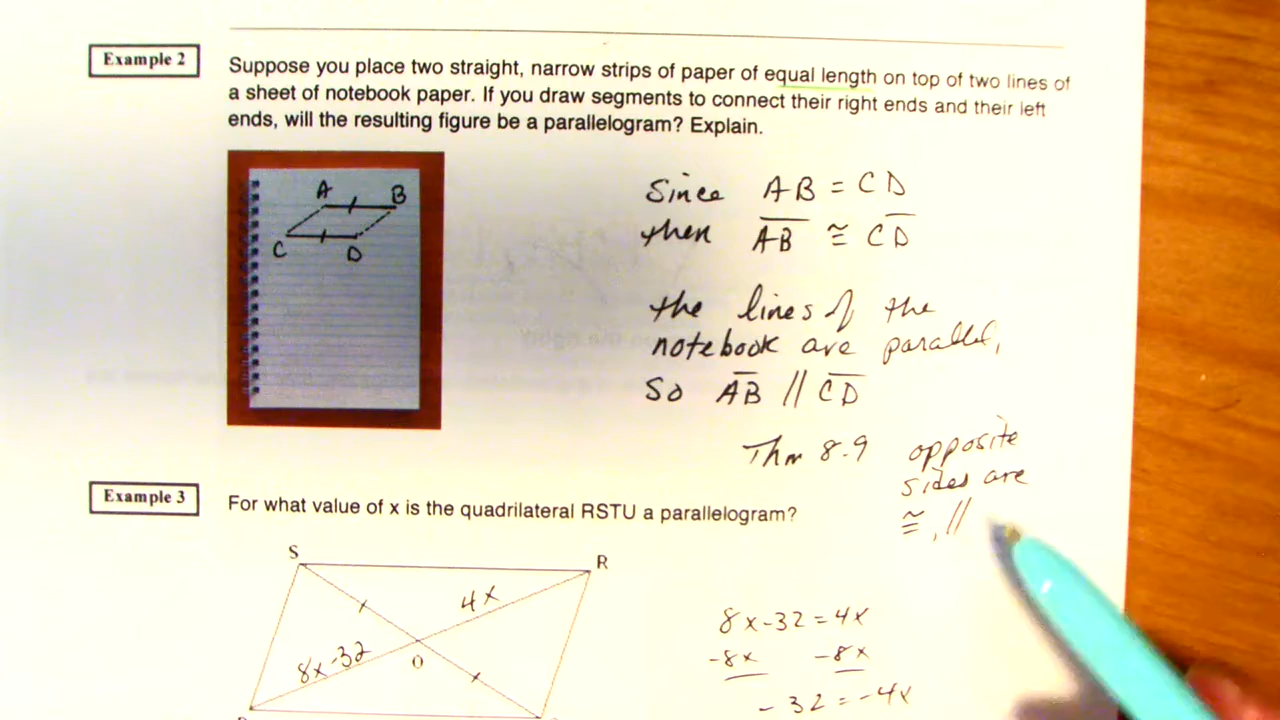 Example 2
Suppose you place two straight, narrow strips of paper of equal length on top of two lines of
a sheet of notebook paper. If you draw segments to connect their right ends and their left
ends, will the resulting figure be a parallelogram? Explain.
A B
C D
Since AB = CD
then AB ≅ CD
the lines of the
notebook are parallel,
So AB // CD
Thm 8.9 opposite
sides are
≅, //
Example 3
For what value of x is the quadrilateral RSTU a parallelogram?
S R
4x
8x-32 O
8x-32=4x
-8x -8x
-32=-4x